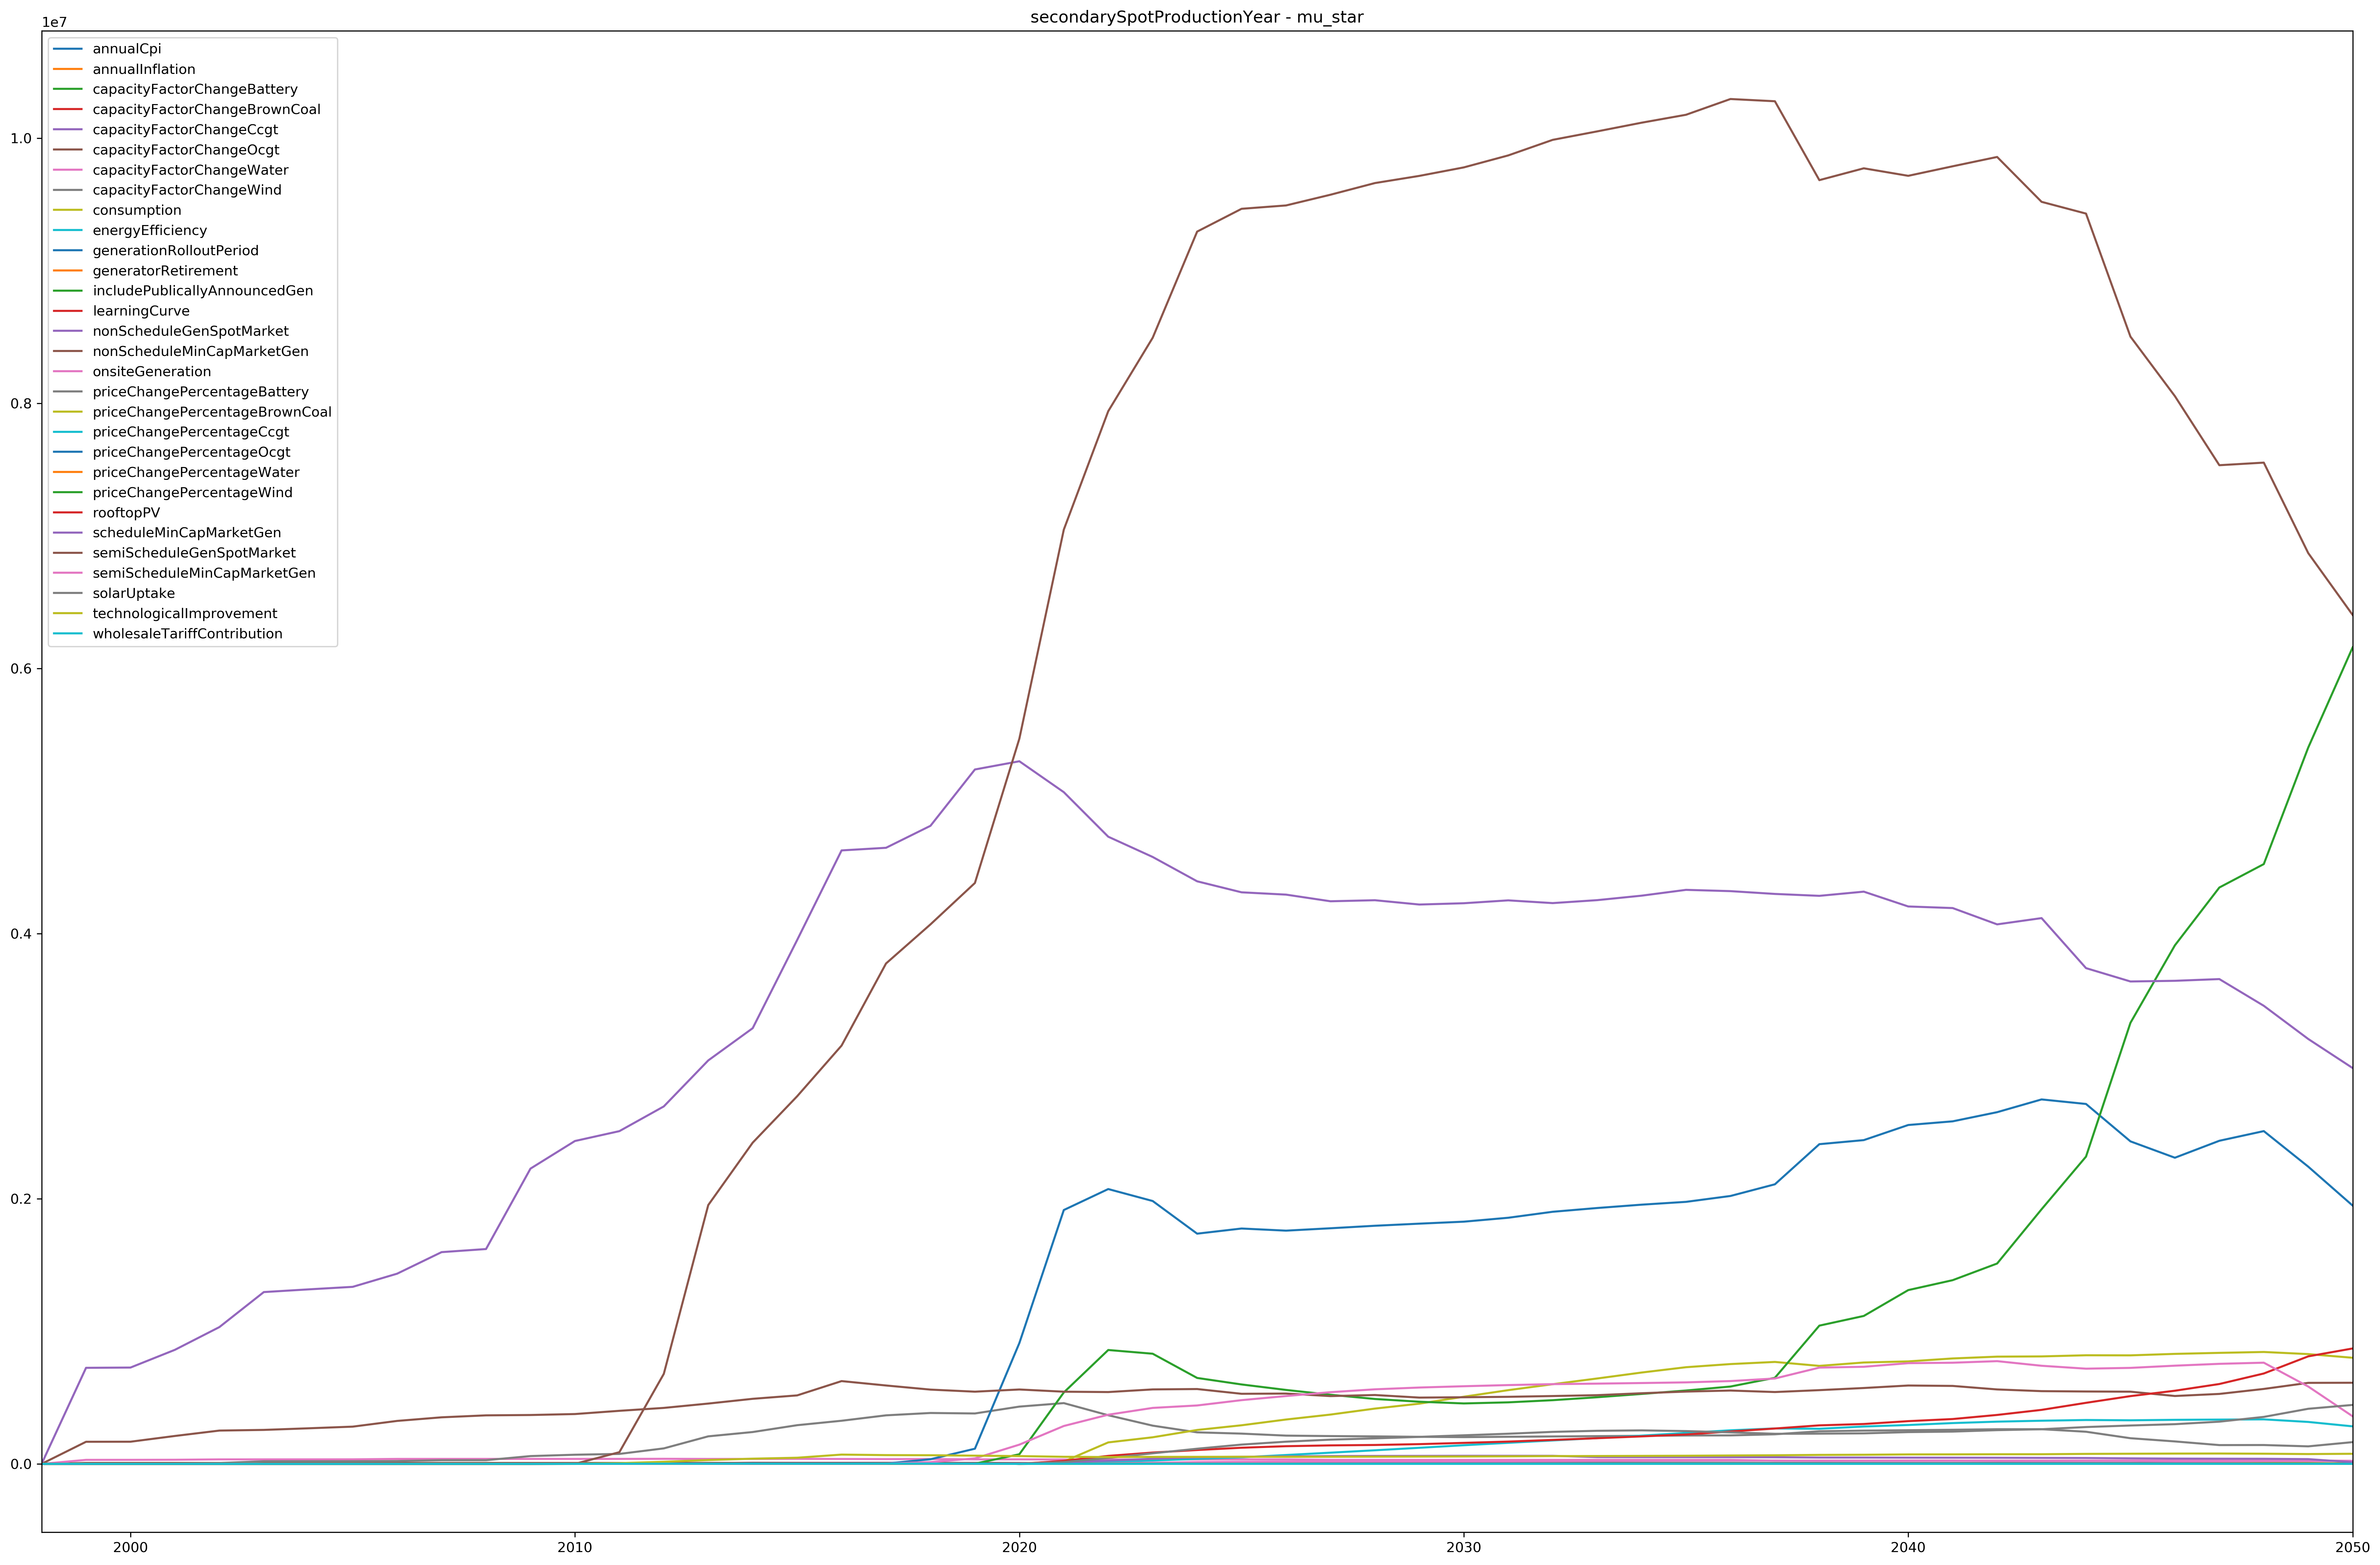 secondarySpotProductionYear - mu_star
1e7
annualCpi
annualInflation
capacityFactorChangeBattery
capacityFactorChangeBrownCoal
capacityFactorChangeCcgt
capacityFactorChangeOcgt
capacityFactorChangeWater
capacityFactorChangeWind
consumption
energyEfficiency
generationRolloutPeriod
generatorRetirement
includePublicallyAnnouncedGen
learningCurve
nonScheduleGenSpotMarket
nonScheduleMinCapMarketGen
onsiteGeneration
priceChangePercentageBattery
priceChangePercentageBrownCoal
priceChangePercentageCcgt
priceChangePercentageOcgt
priceChangePercentageWater
priceChangePercentageWind
rooftopPV
scheduleMinCapMarketGen
semiScheduleGenSpotMarket
semiScheduleMinCapMarketGen
solarUptake
technologicalImprovement
wholesaleTariffContribution
1.0
0.8
0.6
0.4
0.2
0.0
2000 2010 2020 2030 2040 2050